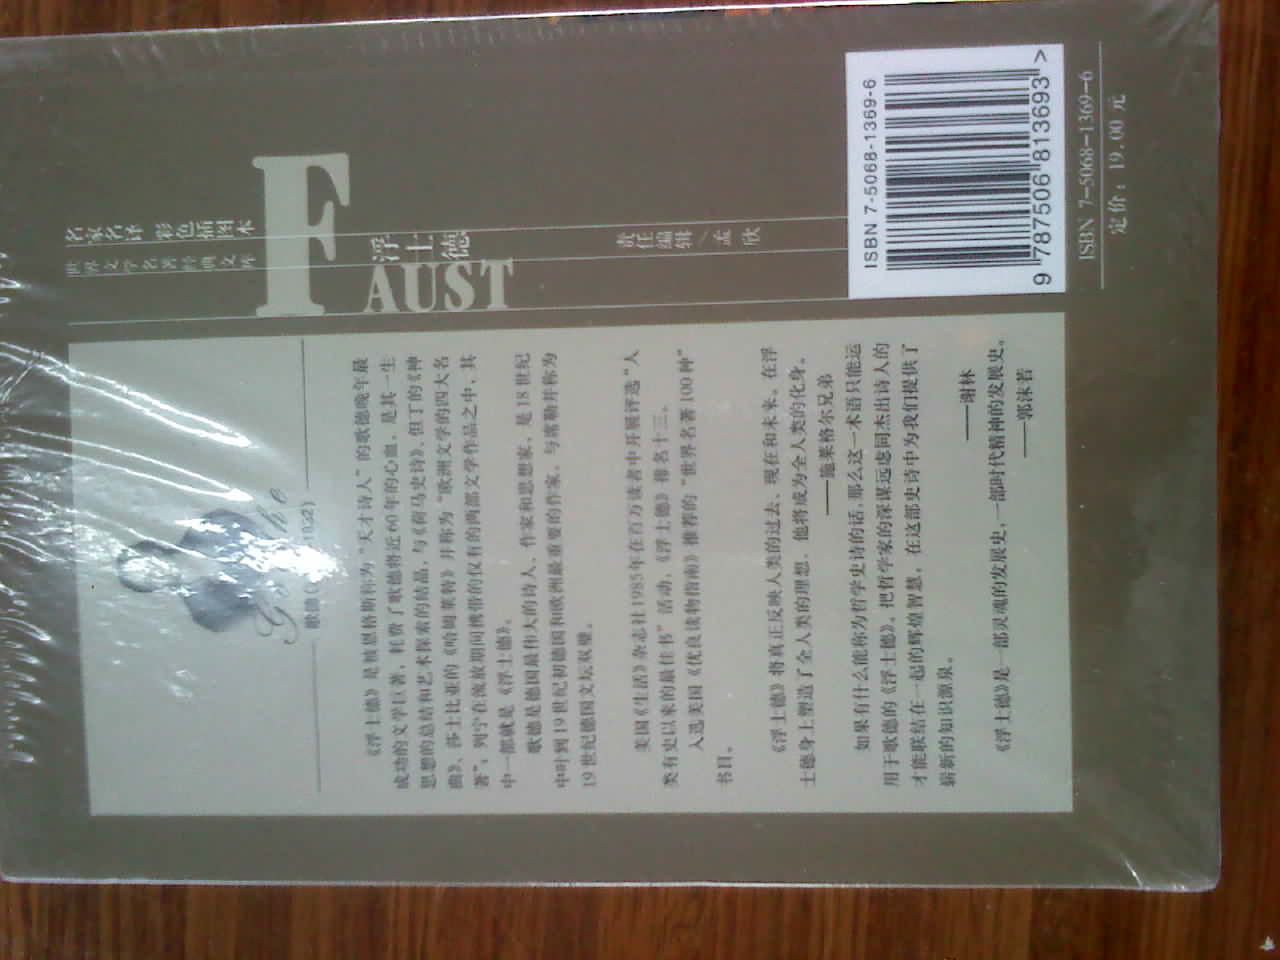 名家名译 彩色插图本
世界文学名著经典文库
FAUST
浮士德
责任编辑／孟欣
歌德
《浮士德》是被恩格斯称为“天才诗人”的歌德晚年最
成功的文学巨著，耗费了歌德将近60年的心血，是其一生
思想的总结和艺术探索的结晶，与《荷马史诗》、但丁的《神
曲》、莎士比亚的《哈姆莱特》并称为“欧洲文学的四大名
著”，列宁在流放期间携带的仅有的两部文学作品之中，其
中一部就是《浮士德》。
歌德是德国最伟大的诗人、作家和思想家，是18世纪
中叶到19世纪初德国和欧洲最重要的作家，与席勒并称为
19世纪德国文坛双璧。
美国《生活》杂志社1985年在百万读者中开展评选“人
类有史以来的最佳书”活动，《浮士德》排名十三。
入选美国《优良读物指南》推荐的“世界名著100种”
书目。
《浮士德》将真正反映人类的过去、现在和未来。在浮
士德身上塑造了全人类的理想，他将成为全人类的化身。
——施莱格尔兄弟
如果有什么能称为哲学史诗的话，那么这一术语只能运
用于歌德的《浮士德》。把哲学家的深谋远虑同杰出诗人的
才能联结在一起的辉煌智慧，在这部史诗中为我们提供了
崭新的知识源泉。
——谢林
《浮士德》是一部灵魂的发展史，一部时代精神的发展史。
——郭沫若
ISBN 7-5068-1369-6
9 787506 813693 >
ISBN 7-5068-1369-6
定价：19.00 元